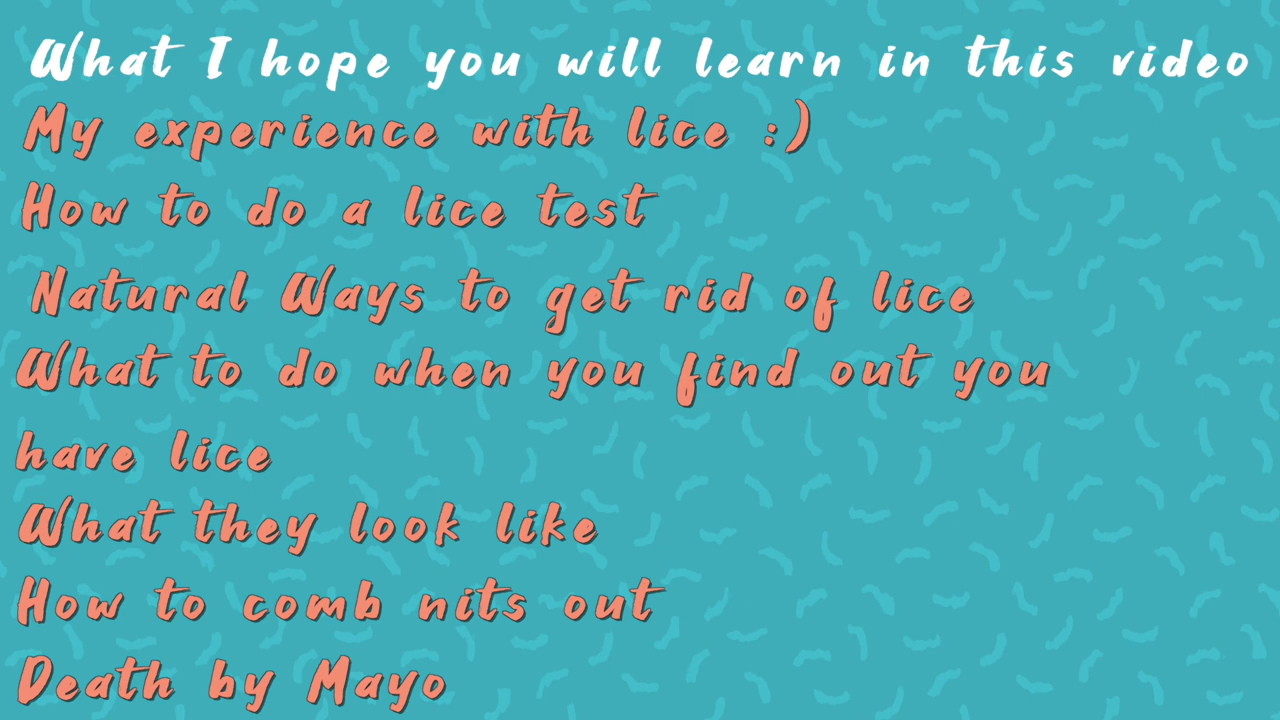 What I hope you will learn in this video
My experience with lice :)
How to do a lice test
Natural Ways to get rid of lice
What to do when you find out you
have lice
What they look like
How to comb nits out
Death by Mayo